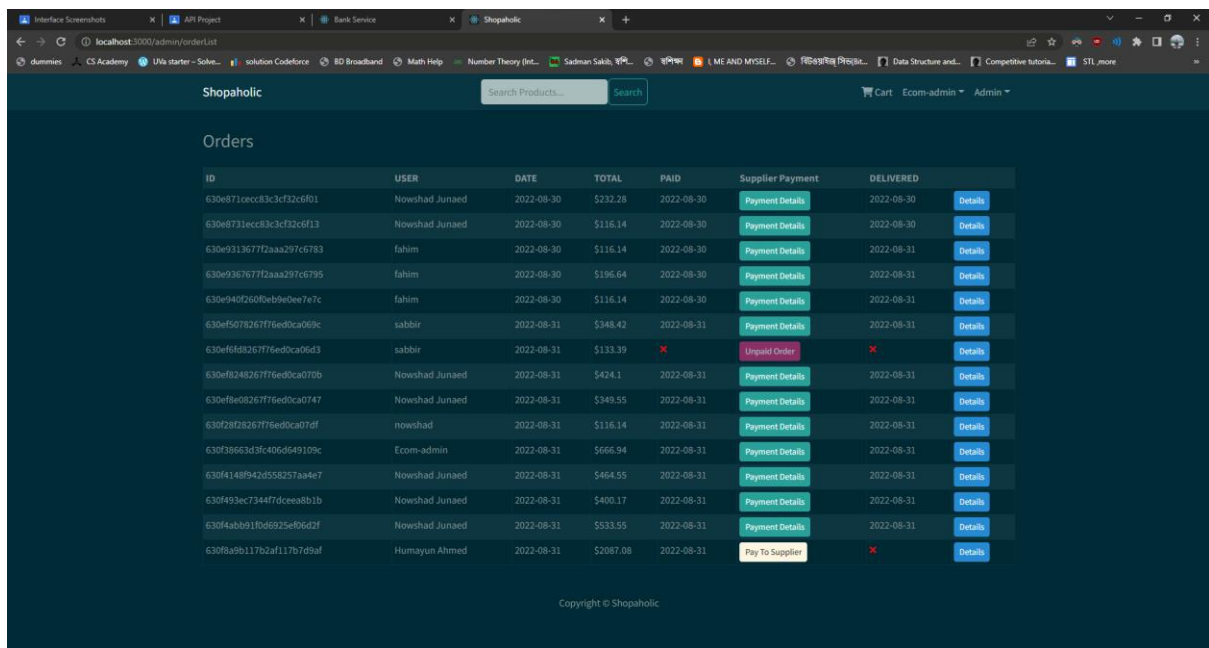 Interface Screenshots API Project Bank Service Shopaholic
localhost:3000/admin/orderList
dummies CS Academy UVa starter – Solve... solution Codeforce BD Broadband Math Help Number Theory (Int... Sadman Sakib, I, ME AND MYSELF... Data Structure and... Competitive tutoria... STL ,more »
Shopaholic Search Products... Search Cart Ecom-admin Admin
Orders
ID USER DATE TOTAL PAID Supplier Payment DELIVERED
630e871cecc83c3cf32c6f01 Nowshad Junaed 2022-08-30 $232.28 2022-08-30 Payment Details 2022-08-30 Details
630e8731ecc83c3cf32c6f13 Nowshad Junaed 2022-08-30 $116.14 2022-08-30 Payment Details 2022-08-30 Details
630e9313677f2aaa297c6783 fahim 2022-08-30 $116.14 2022-08-30 Payment Details 2022-08-31 Details
630e9367677f2aaa297c6795 fahim 2022-08-30 $196.64 2022-08-30 Payment Details 2022-08-31 Details
630e940f260f0eb9e0ee7e7c fahim 2022-08-30 $116.14 2022-08-30 Payment Details 2022-08-31 Details
630ef5078267f76ed0ca069c sabbir 2022-08-31 $348.42 2022-08-31 Payment Details 2022-08-31 Details
630ef6fd8267f76ed0ca06d3 sabbir 2022-08-31 $133.39 Unpaid Order Details
630ef8248267f76ed0ca070b Nowshad Junaed 2022-08-31 $424.1 2022-08-31 Payment Details 2022-08-31 Details
630ef8e08267f76ed0ca0747 Nowshad Junaed 2022-08-31 $349.55 2022-08-31 Payment Details 2022-08-31 Details
630f28f28267f76ed0ca07df nowshad 2022-08-31 $116.14 2022-08-31 Payment Details 2022-08-31 Details
630f38663d3fc406d649109c Ecom-admin 2022-08-31 $666.94 2022-08-31 Payment Details 2022-08-31 Details
630f4148f942d558257aa4e7 Nowshad Junaed 2022-08-31 $464.55 2022-08-31 Payment Details 2022-08-31 Details
630f493ec7344f7dceea8b1b Nowshad Junaed 2022-08-31 $400.17 2022-08-31 Payment Details 2022-08-31 Details
630f4abb91f0d6925ef06d2f Nowshad Junaed 2022-08-31 $533.55 2022-08-31 Payment Details 2022-08-31 Details
630f8a9b117b2af117b7d9af Humayun Ahmed 2022-08-31 $2087.08 2022-08-31 Pay To Supplier Details
Copyright © Shopaholic